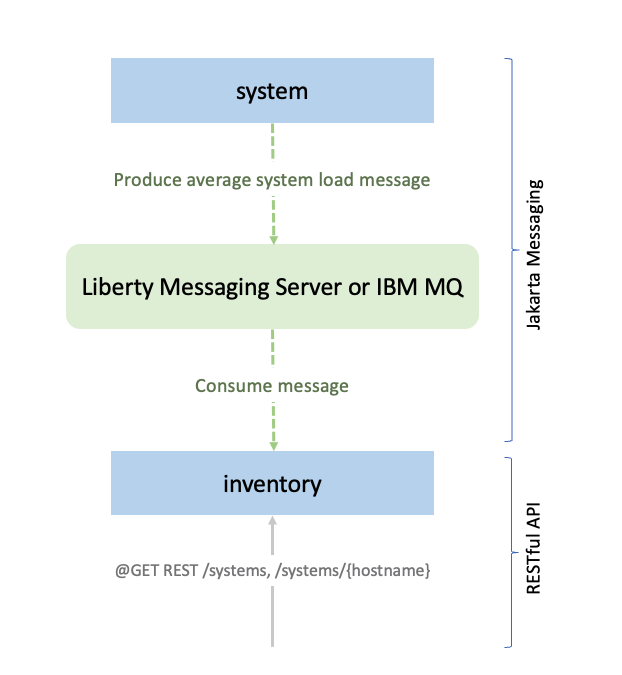 system
Produce average system load message
Liberty Messaging Server or IBM MQ
Consume message
inventory
@GET REST /systems, /systems/{hostname}
Jakarta Messaging
RESTful API